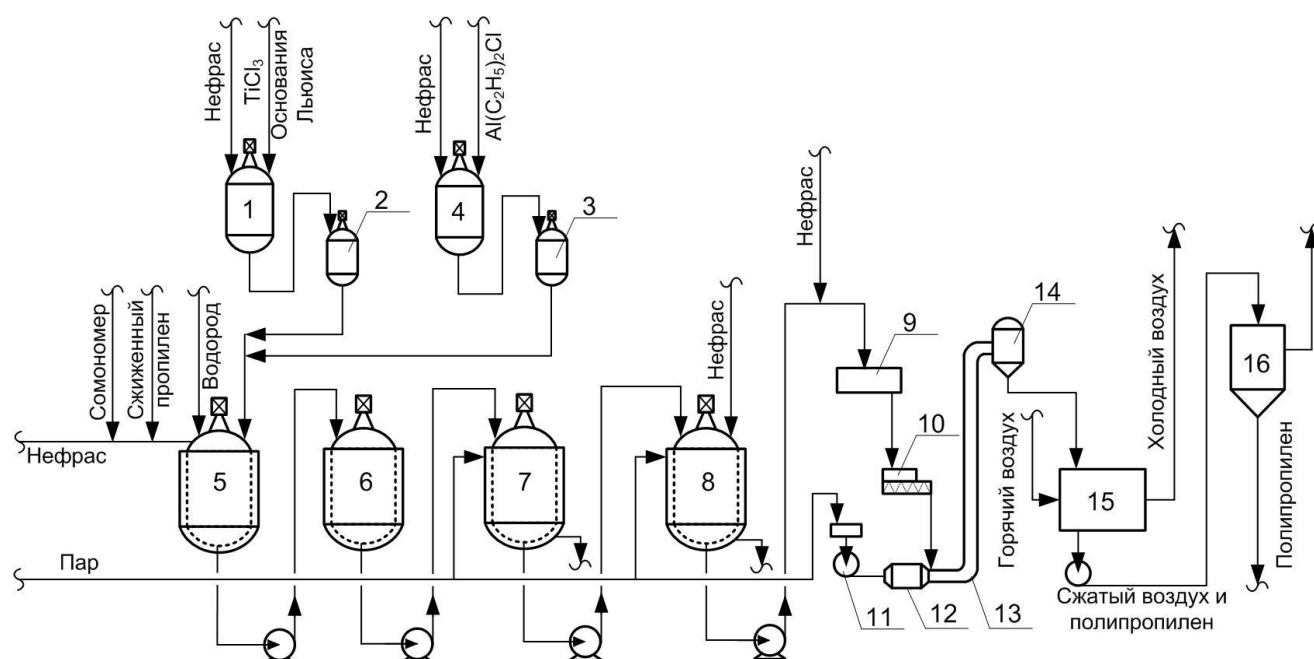 Нефрас
TiCl₃
Основания
Льюиса
Нефрас
Al(C₂H₅)₂Cl
1
2
4
3
Сомономер
Сжиженный
пропилен
Водород
Нефрас
Нефрас
Нефрас
5
6
7
8
9
10
14
Холодный воздух
16
Горячий воздух
15
Полипропилен
Пар
11
12
13
Сжатый воздух и
полипропилен